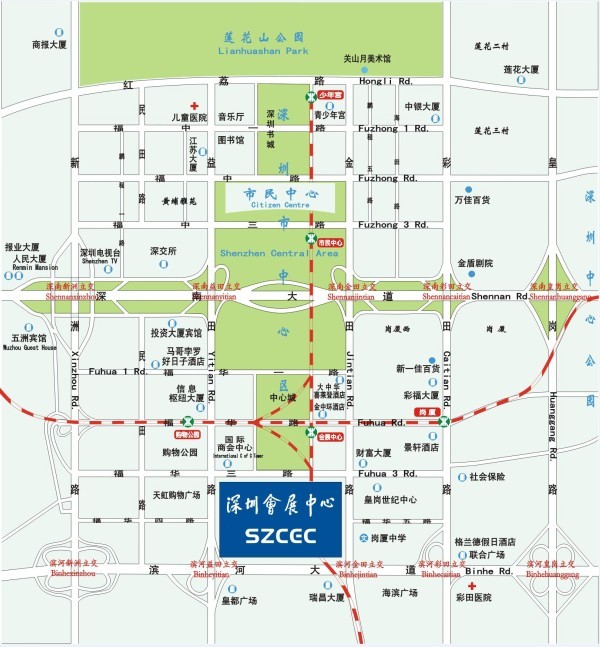 莲花山公园
Lianhuashan Park
商报大厦
关山月美术馆
莲花二村
莲花大厦
红荔路
Hongli Rd.
少年宫
青少年宫
儿童医院
音乐厅
深圳书城
中银大厦
福中一路
Fuzhong 1 Rd.
莲花三村
江苏大厦
图书馆
民田路
鹏程一路
福中路
Fuzhong Rd.
黄埔雅苑
市民中心
Citizen Centre
万佳百货
福中三路
Fuzhong 3 Rd.
深圳市中心区
深圳中心公园
报业大厦
人民大厦
Renmin Mansion
深圳电视台
Shenzhen TV
深交所
市民中心
Shenzhen Central Area
金盾剧院
深南新洲立交
Shennanxinzhou
深南益田立交
Shennanyitian
深南金田立交
Shennanjintian
深南彩田立交
Shennancaitian
深南皇岗立交
Shennanhuanggang
深南大道
Shennan Rd.
五洲宾馆
Wuzhou Guest House
投资大厦宾馆
马哥孛罗
好日子酒店
岗厦西
岗厦
新洲路
Xinzhou Rd.
益田路
Yitian Rd.
金田路
Jintian Rd.
彩田路
Caitian Rd.
皇岗路
Huanggang Rd.
福华一路
Fuhua 1 Rd.
新一佳百货
彩福大厦
信息
枢纽大厦
中心城
大中华
喜莱登酒店
金中环酒店
岗厦
福华路
购物公园
会展中心
购物公园
国际
商会中心
International C of C Tower
景轩酒店
财富大厦
福华三路
Fuhua 3 Rd.
社会保险
天虹购物广场
深圳會展中心
SZCEC
皇岗世纪中心
福华五路
岗厦中学
格兰德假日酒店
联合广场
滨河新洲立交
Binhexinzhou
滨河益田立交
Binheyitian
滨河金田立交
Binhejintian
滨河彩田立交
Binhecaitian
滨河皇岗立交
Binhehuanggang
滨河大道
Binhe Rd.
皇都广场
瑞昌大厦
海滨广场
彩田医院